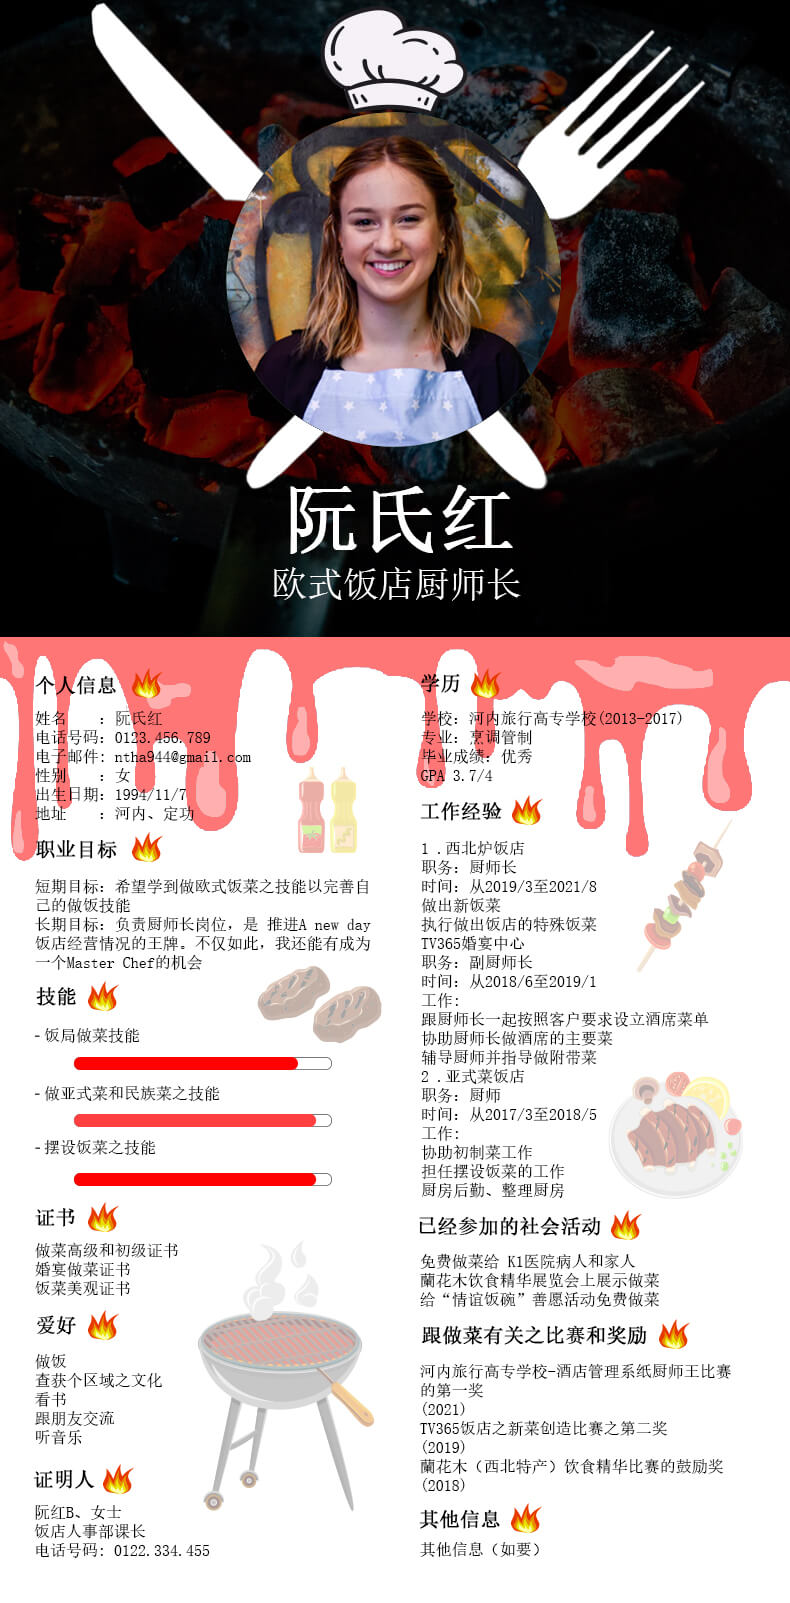 阮氏红
欧式饭店厨师长
个人信息
姓名　　：阮氏红
电话号码：0123.456.789
电子邮件：ntha944@gmail.com
性别　　：女
出生日期：1994/11/7
地址　　：河内、定功
职业目标
短期目标：希望学到做欧式饭菜之技能以完善自
己的做饭技能
长期目标：负责厨师长岗位，是 推进A new day
饭店经营情况的王牌。不仅如此，我还能有成为
一个Master Chef的机会
技能
- 饭局做菜技能
- 做亚式菜和民族菜之技能
- 摆设饭菜之技能
证书
做菜高级和初级证书
婚宴做菜证书
饭菜美观证书
爱好
做饭
查获个区域之文化
看书
跟朋友交流
听音乐
证明人
阮红B、女士
饭店人事部课长
电话号码: 0122.334.455
学历
学校：河内旅行高专学校(2013-2017)
专业：烹调管制
毕业成绩：优秀
GPA 3.7/4
工作经验
1 .西北炉饭店
职务：厨师长
时间：从2019/3至2021/8
做出新饭菜
执行做出饭店的特殊饭菜
TV365婚宴中心
职务：副厨师长
时间：从2018/6至2019/1
工作:
跟厨师长一起按照客户要求设立酒席菜单
协助厨师长做酒席的主要菜
辅导厨师并指导做附带菜
2 .亚式菜饭店
职务：厨师
时间：从2017/3至2018/5
工作:
协助初制菜工作
担任摆设饭菜的工作
厨房后勤、整理厨房
已经参加的社会活动
免费做菜给 K1医院病人和家人
蘭花木饮食精华展览会上展示做菜
给“情谊饭碗”善愿活动免费做菜
跟做菜有关之比赛和奖励
河内旅行高专学校-酒店管理系纸厨师王比赛
的第一奖
(2021)
TV365饭店之新菜创造比赛之第二奖
(2019)
蘭花木（西北特产）饮食精华比赛的鼓励奖
(2018)
其他信息
其他信息（如要）